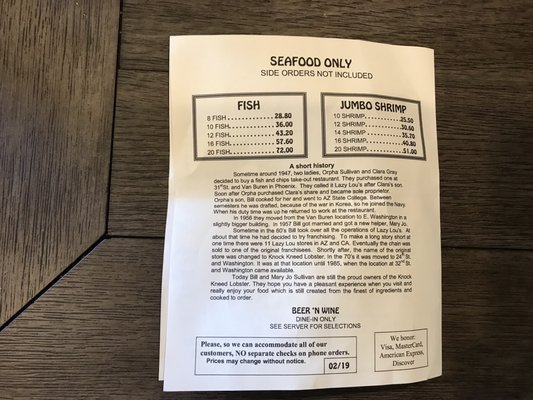 SEAFOOD ONLY
SIDE ORDERS NOT INCLUDED
FISH
8 FISH..................28.80
10 FISH..................36.00
12 FISH..................43.20
16 FISH..................57.60
20 FISH..................72.00
JUMBO SHRIMP
10 SHRIMP..............25.50
12 SHRIMP..............30.60
14 SHRIMP..............35.70
16 SHRIMP..............40.80
20 SHRIMP..............51.00
A short history
Sometime around 1947, two ladies, Orpha Sullivan and Clara Gray
decided to buy a fish and chips take-out restaurant. They purchased one at
31st St. and Van Buren in Phoenix. They called it Lazy Lou's after Clara's son.
Soon after Orpha purchased Clara's share and became sole proprietor.
Orpha's son, Bill cooked for her and went to AZ State College. Between
semesters he was drafted, because of the war in Korea, so he joined the Navy.
When his duty time was up he returned to work at the restaurant.
In 1956 they moved from the Van Buren location to E. Washington in a
slightly bigger building. In 1957 Bill got married and got a new helper, Mary Jo.
Sometime in the 60's Bill took over all the operations of Lazy Lou's. At
about that time he had decided to try franchising. To make a long story short at
one time there were 11 Lazy Lou stores in AZ and CA. Eventually the chain was
sold to one of the original franchisees. Shortly after, the name of the original
store was changed to Knock Kneed Lobster. In the 70's it was moved to 24th St.
and Washington. It was at that location until 1985, when the location at 32nd St.
and Washington came available.
Today Bill and Mary Jo Sullivan are still the proud owners of the Knock
Kneed Lobster. They hope you have a pleasant experience when you visit and
really enjoy your food which is still created from the finest of ingredients and
cooked to order.
BEER 'N WINE
DINE-IN ONLY
SEE SERVER FOR SELECTIONS
Please, so we can accommodate all of our
customers, NO separate checks on phone orders.
Prices may change without notice.
02/19
We honor:
Visa, MasterCard,
American Express,
Discover